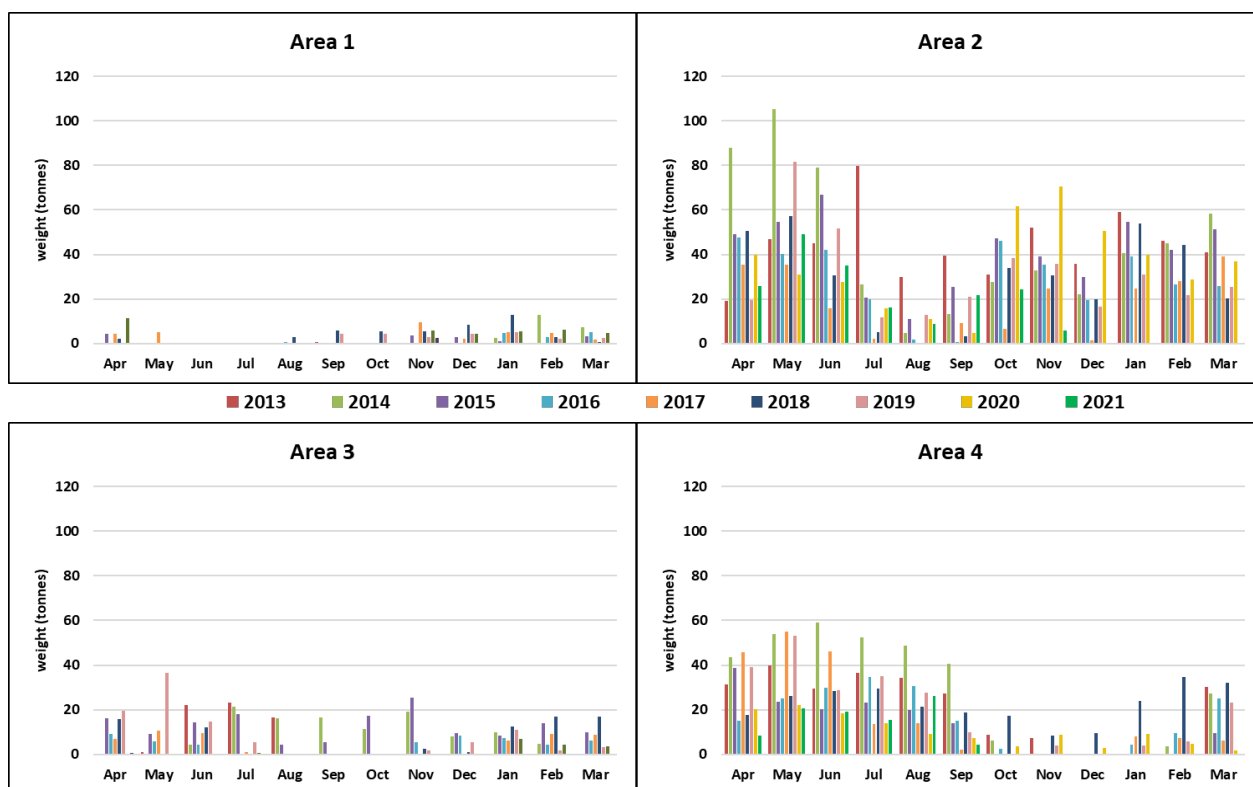 Area 1
120
100
80
60
40
20
0
weight (tonnes)
Apr May Jun Jul Aug Sep Oct Nov Dec Jan Feb Mar
Area 2
120
100
80
60
40
20
0
weight (tonnes)
Apr May Jun Jul Aug Sep Oct Nov Dec Jan Feb Mar
2013 2014 2015 2016 2017 2018 2019 2020 2021
Area 3
120
100
80
60
40
20
0
weight (tonnes)
Apr May Jun Jul Aug Sep Oct Nov Dec Jan Feb Mar
Area 4
120
100
80
60
40
20
0
weight (tonnes)
Apr May Jun Jul Aug Sep Oct Nov Dec Jan Feb Mar